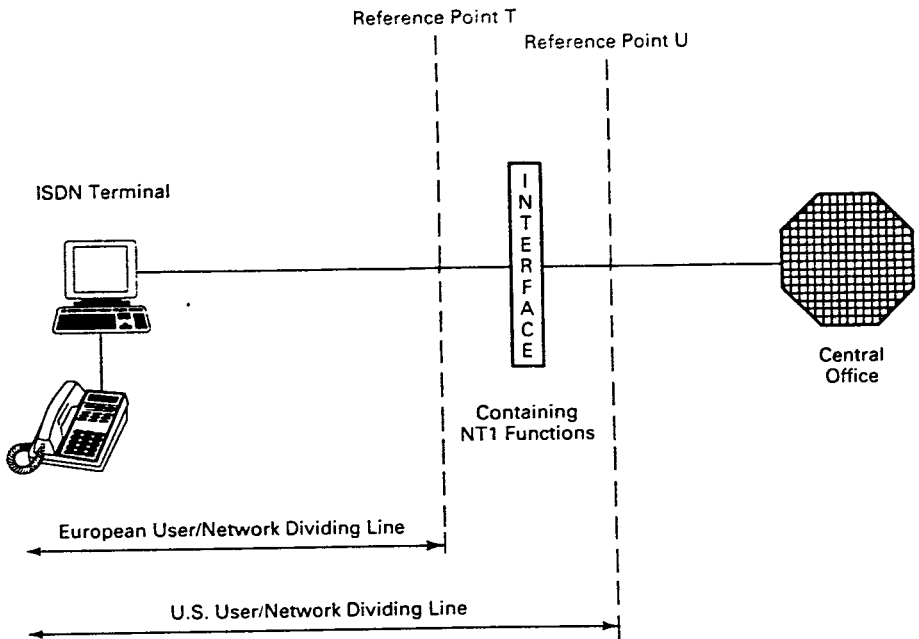 Reference Point T
Reference Point U
ISDN Terminal
INTERFACE
Central
Office
Containing
NT1 Functions
European User/Network Dividing Line
U.S. User/Network Dividing Line